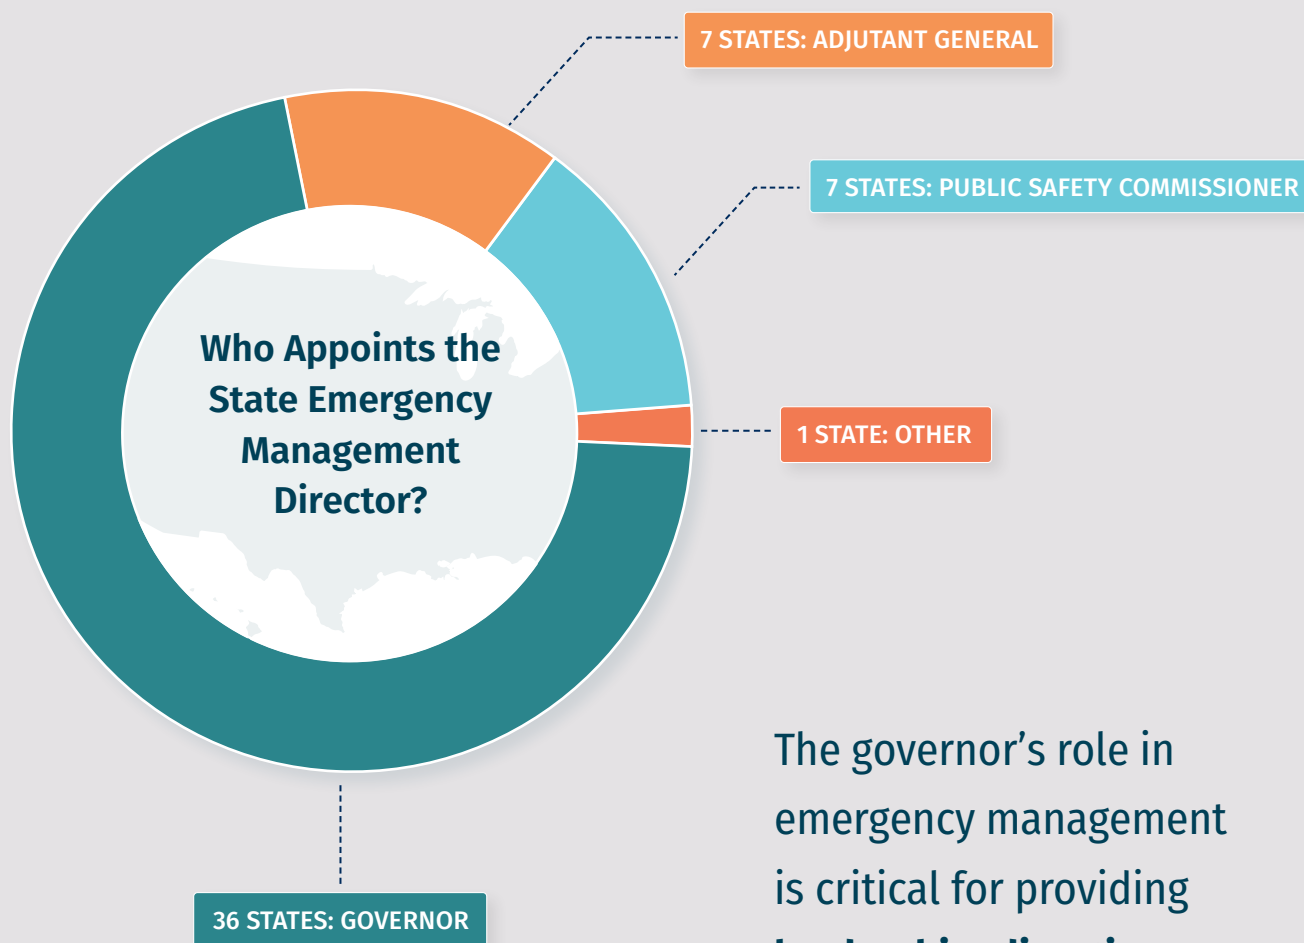 7 STATES: ADJUTANT GENERAL
7 STATES: PUBLIC SAFETY COMMISSIONER
Who Appoints the
State Emergency
Management
Director?
1 STATE: OTHER
36 STATES: GOVERNOR
The governor’s role in
emergency management
is critical for providing